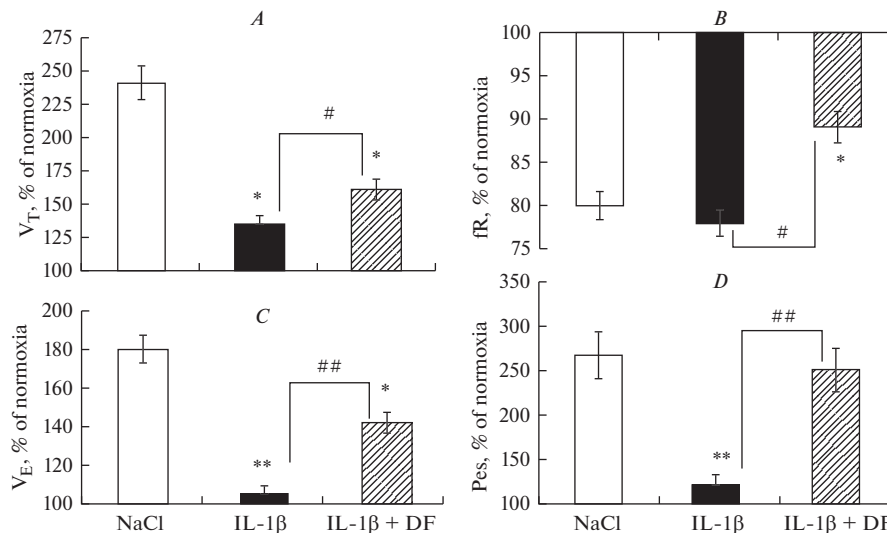 A
275
250
225
200
175
150
125
100
V_T, % of normoxia
*
#
*
B
100
95
90
85
80
75
fR, % of normoxia
*
#
C
200
180
160
140
120
100
V_E, % of normoxia
**
##
*
NaCl
IL-1β
IL-1β + DF
D
350
300
250
200
150
100
Pes, % of normoxia
**
##
NaCl
IL-1β
IL-1β + DF